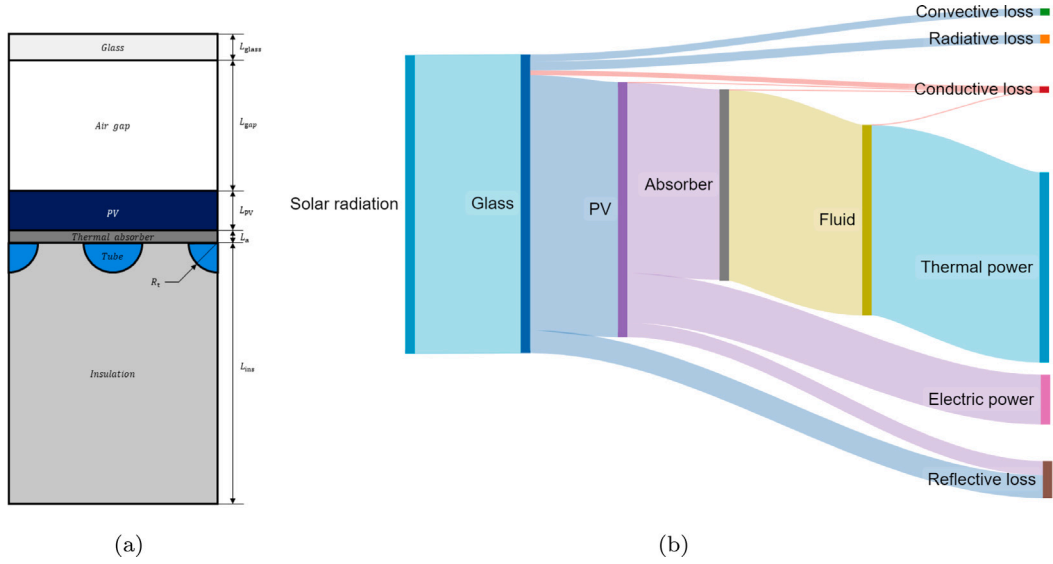 Glass
L_glass
Air gap
L_gap
PV
L_PV
Thermal absorber
L_a
Tube
R_t
Insulation
L_ins
(a)
Convective loss
Radiative loss
Conductive loss
Solar radiation
Glass
PV
Absorber
Fluid
Thermal power
Electric power
Reflective loss
(b)